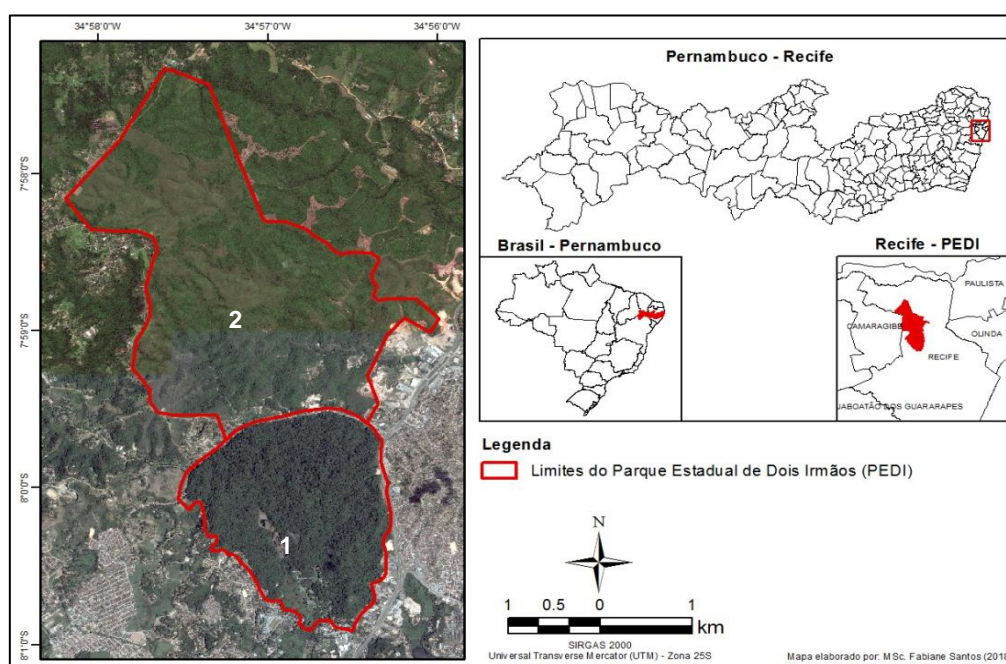 34°58'0"W
34°57'0"W
34°56'0"W
7°58'0"S
7°59'0"S
8°0'0"S
8°1'0"S
2
1
Pernambuco - Recife
Brasil - Pernambuco
Recife - PEDI
PAULISTA
CAMARAGIBE
OLINDA
RECIFE
JABOATÃO DOS GUARARAPES
Legenda
Limites do Parque Estadual de Dois Irmãos (PEDI)
N
1 0.5 0 1
km
SIRGAS 2000
Universal Transverse Mercator (UTM) - Zona 25S
Mapa elaborado por: MSc. Fabiane Santos